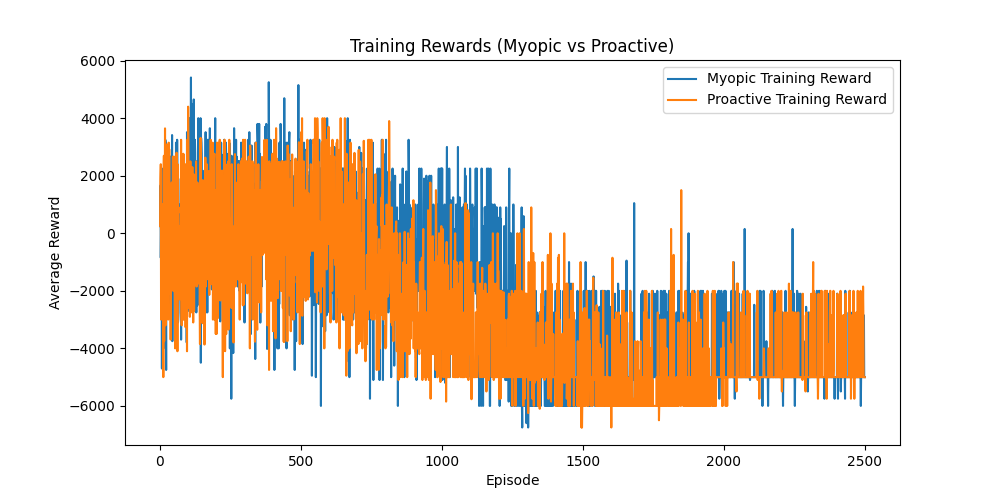 Training Rewards (Myopic vs Proactive)
Myopic Training Reward
Proactive Training Reward
Average Reward
6000
4000
2000
0
−2000
−4000
−6000
0
500
1000
1500
2000
2500
Episode